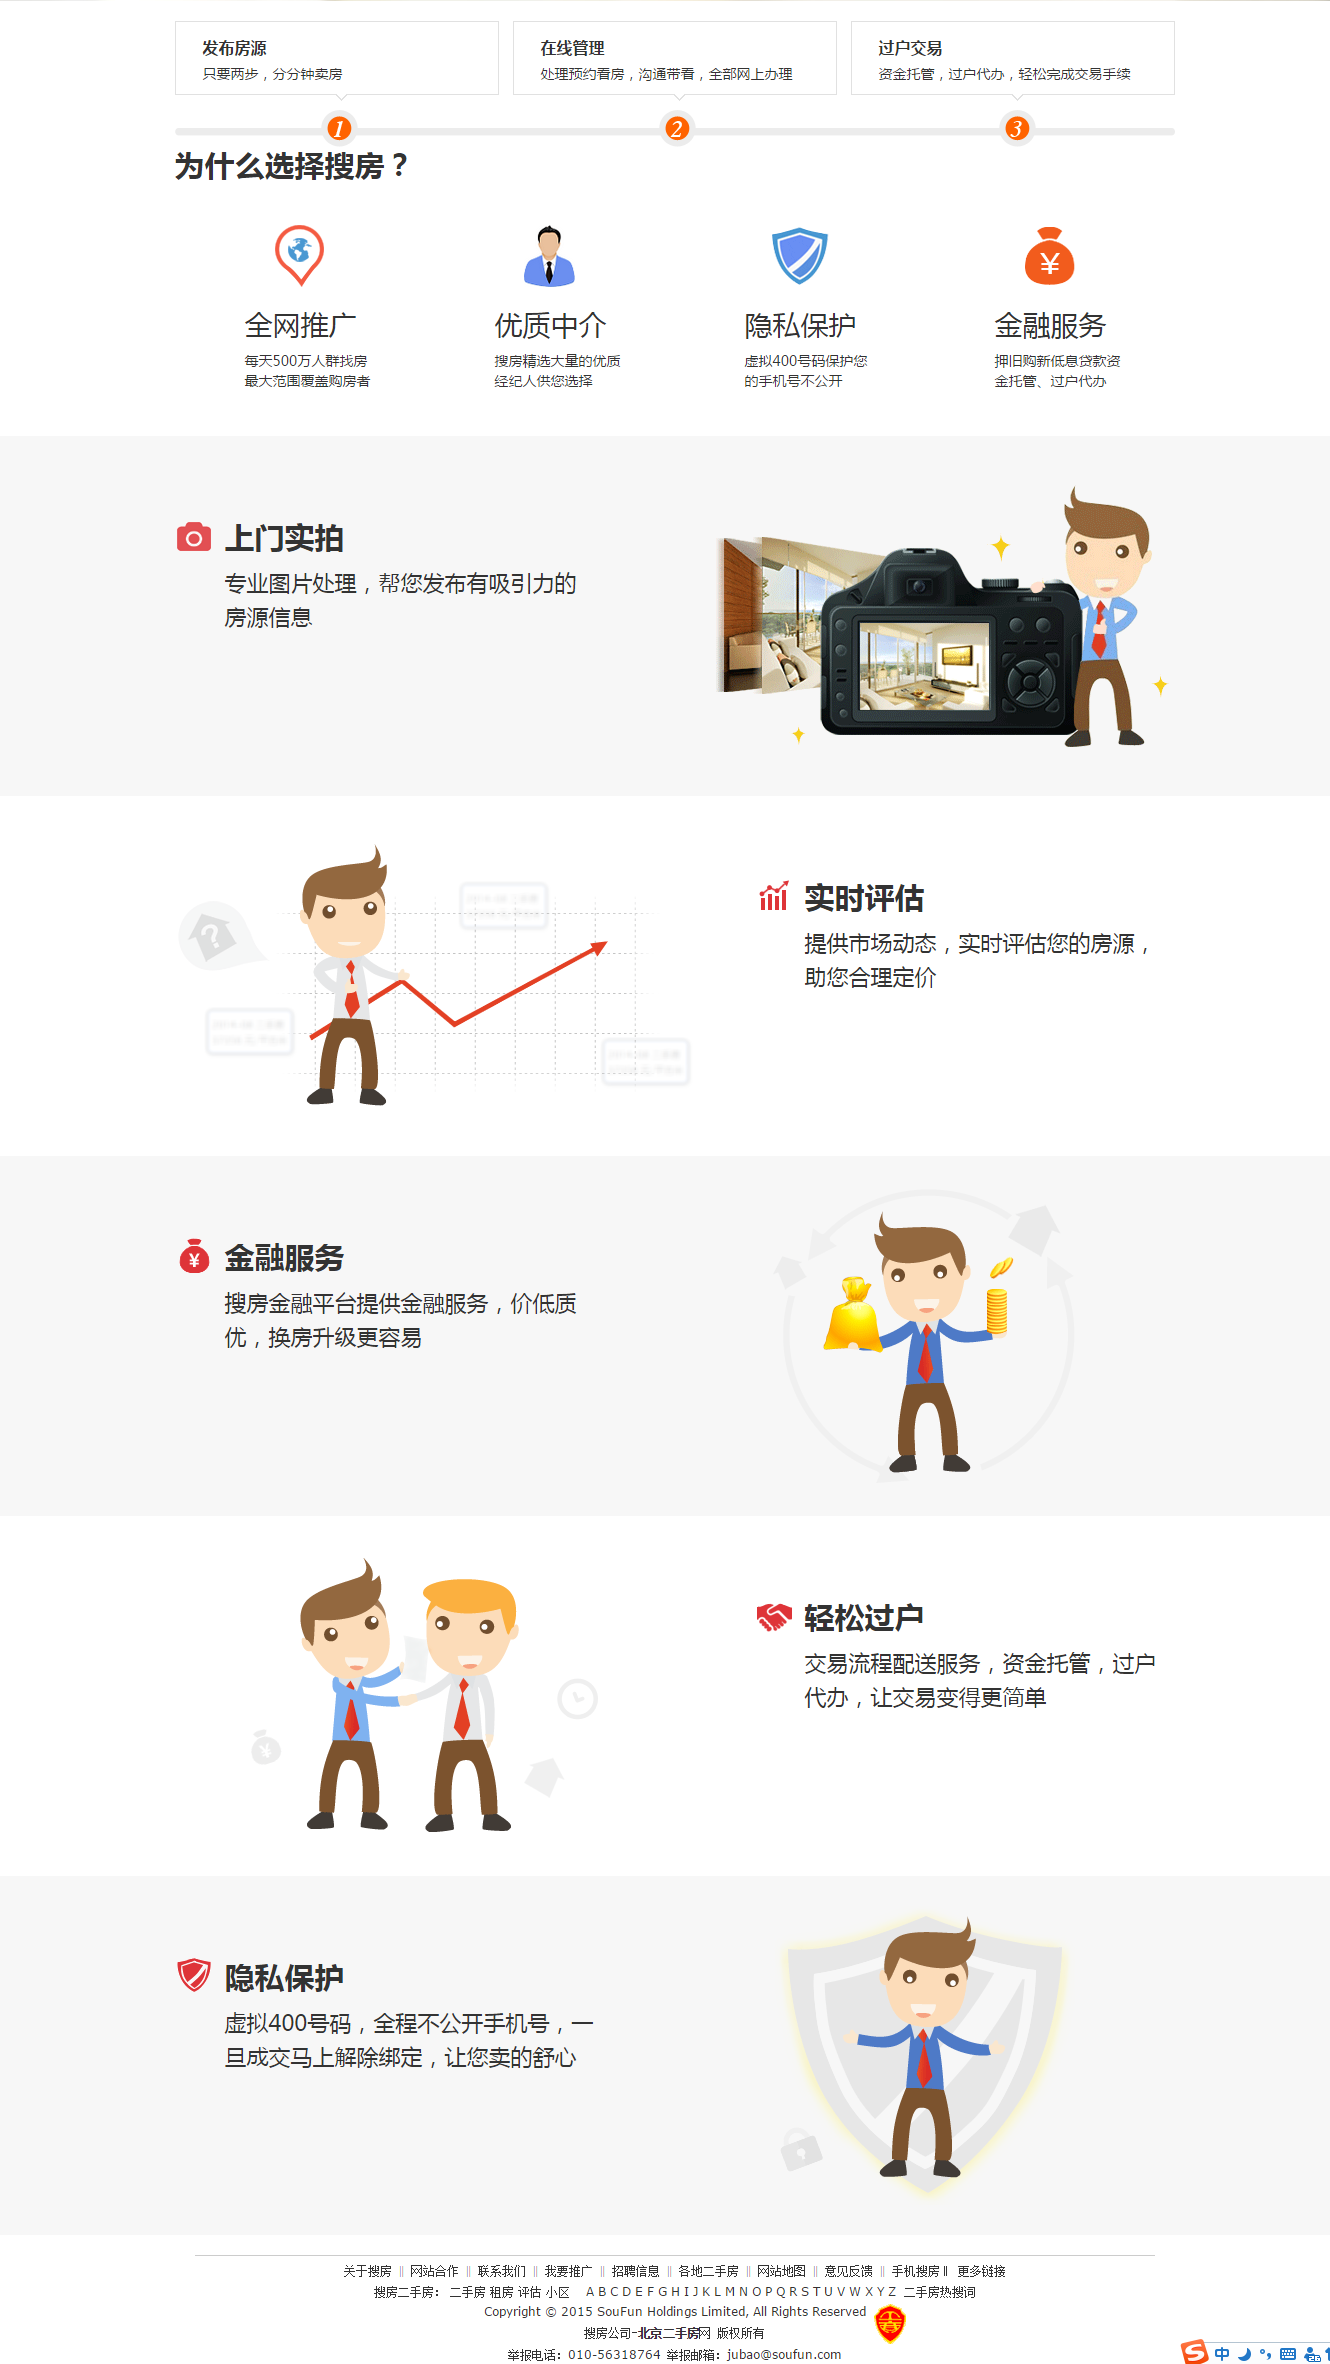 发布房源
只要两步，分分钟卖房
在线管理
处理预约看房，沟通带看，全部网上办理
过户交易
资金托管，过户代办，轻松完成交易手续
1
2
3
为什么选择搜房？
全网推广
每天500万人群找房
最大范围覆盖购房者
优质中介
搜房精选大量的优质
经纪人供您选择
隐私保护
虚拟400号码保护您
的手机号不公开
¥
金融服务
押旧购新低息贷款资
金托管、过户代办
上门实拍
专业图片处理，帮您发布有吸引力的
房源信息
?
实时评估
提供市场动态，实时评估您的房源，
助您合理定价
¥
金融服务
搜房金融平台提供金融服务，价低质
优，换房升级更容易
¥
轻松过户
交易流程配送服务，资金托管，过户
代办，让交易变得更简单
隐私保护
虚拟400号码，全程不公开手机号，一
旦成交马上解除绑定，让您卖的舒心
关于搜房 || 网站合作 || 联系我们 || 我要推广 || 招聘信息 || 各地二手房 || 网站地图 || 意见反馈 || 手机搜房 || 更多链接
搜房二手房： 二手房 租房 评估 小区 A B C D E F G H I J K L M N O P Q R S T U V W X Y Z 二手房热搜词
Copyright © 2015 SouFun Holdings Limited, All Rights Reserved
搜房公司-北京二手房网 版权所有
举报电话：010-56318764 举报邮箱：jubao@soufun.com
S 中